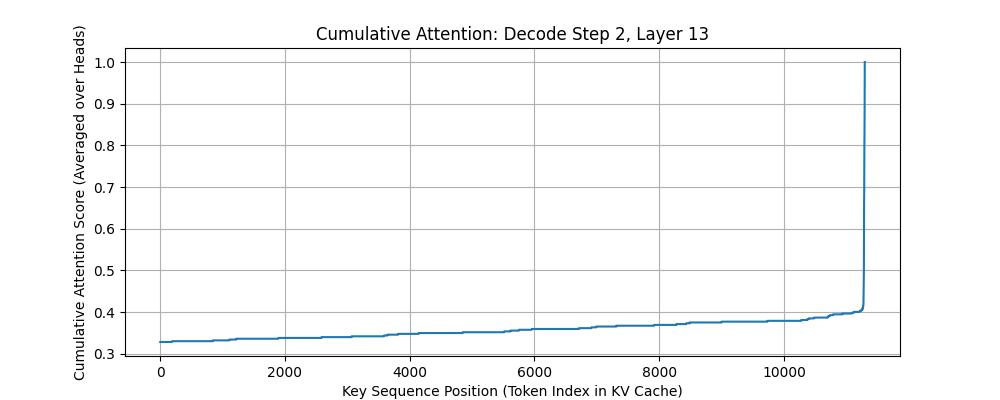 Cumulative Attention: Decode Step 2, Layer 13
Cumulative Attention Score (Averaged over Heads)
1.0
0.9
0.8
0.7
0.6
0.5
0.4
0.3
0 2000 4000 6000 8000 10000
Key Sequence Position (Token Index in KV Cache)